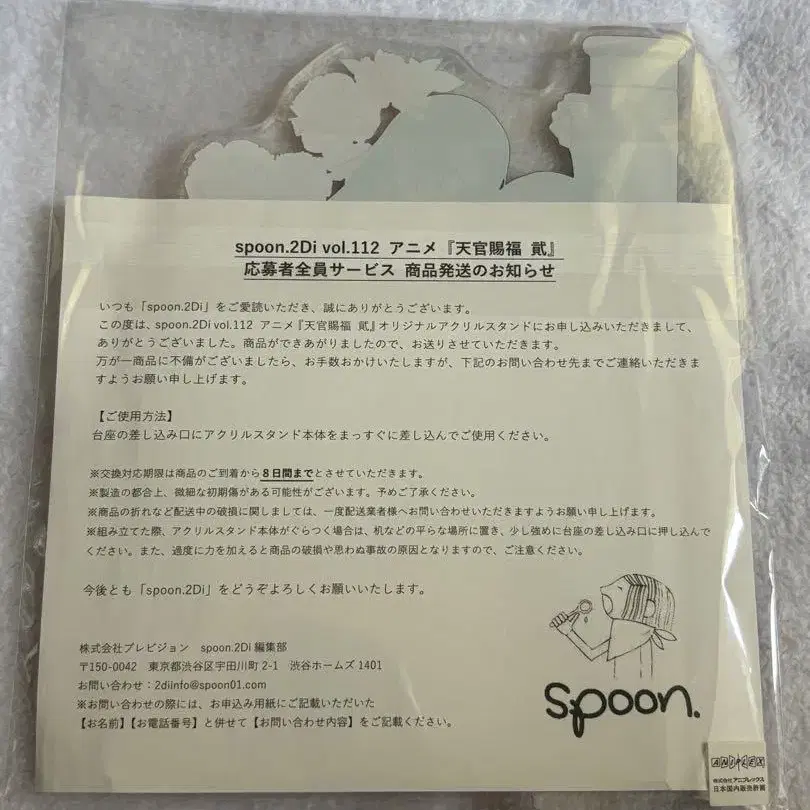 spoon.2Di vol.112 アニメ『天官賜福 貮』
応募者全員サービス 商品発送のお知らせ
いつも「spoon.2Di」をご愛読いただき、誠にありがとうございます。
この度は、spoon.2Di vol.112 アニメ『天官賜福 貮』オリジナルアクリルスタンドにお申し込みいただきまして、
ありがとうございました。商品ができあがりましたので、お送りさせていただきます。
万が一商品に不備がございましたら、お手数おかけいたしますが、下記のお問い合わせ先までご連絡いただきま
すようお願い申し上げます。
【ご使用方法】
台座の差し込み口にアクリルスタンド本体をまっすぐに差し込んでご使用ください。
※交換対応期限は商品のご到着から８日間までとさせていただきます。
※製造の都合上、微細な初期傷がある可能性がございます。予めご了承ください。
※商品の折れなど配送中の破損に関しましては、一度配送業者様へお問い合わせいただきますようお願い申し上げます。
※組み立てた際、アクリルスタンド本体がぐらつく場合は、机などの平らな場所に置き、少し強めに台座の差し込み口に押し込んで
ください。また、過度に力を加えると商品の破損や思わぬ事故の原因となりますので、ご注意ください。
今後とも「spoon.2Di」をどうぞよろしくお願いいたします。
株式会社プレビジョン　spoon.2Di 編集部
〒150-0042　東京都渋谷区宇田川町 2-1　渋谷ホームズ 1401
お問い合わせ：2diinfo@spoon01.com
※お問い合わせの際には、お申込み用紙にご記載いただいた
【お名前】【お電話番号】と併せて【お問い合わせ内容】をご記載ください。
spoon.
ANIPLEX
株式会社アニプレックス
日本国内販売許諾